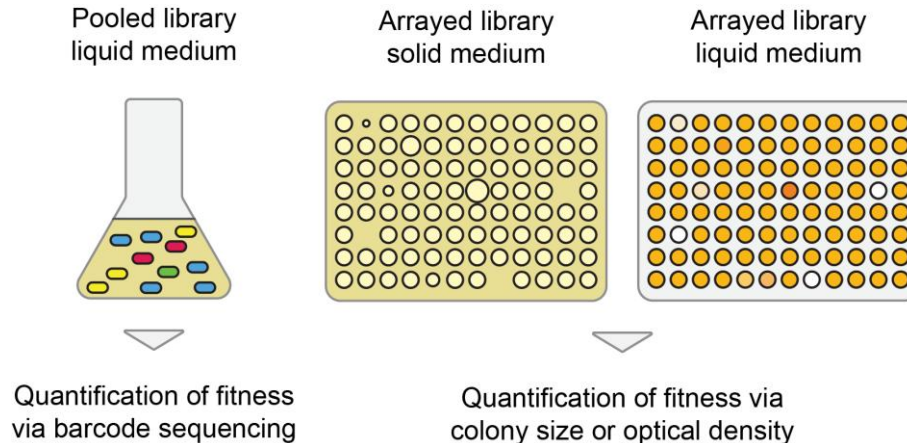 Pooled library
liquid medium
Arrayed library
solid medium
Arrayed library
liquid medium
Quantification of fitness
via barcode sequencing
Quantification of fitness via
colony size or optical density